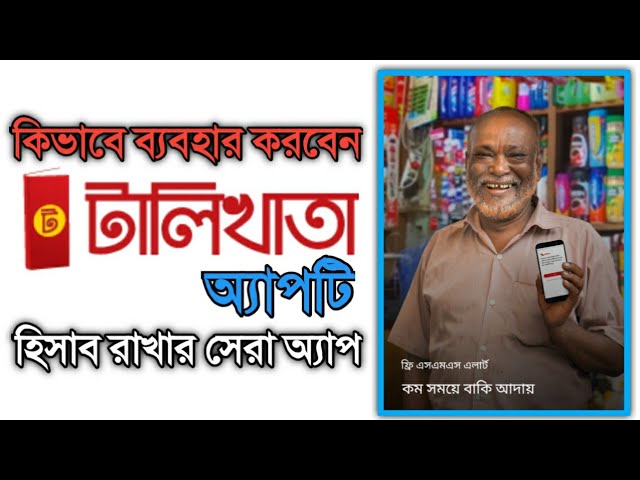 কিভাবে ব্যবহার করবেন
ট
টালিখাতা
অ্যাপটি
হিসাব রাখার সেরা অ্যাপ
ফ্রি এসএমএস এলার্ট
কম সময়ে বাকি আদায়